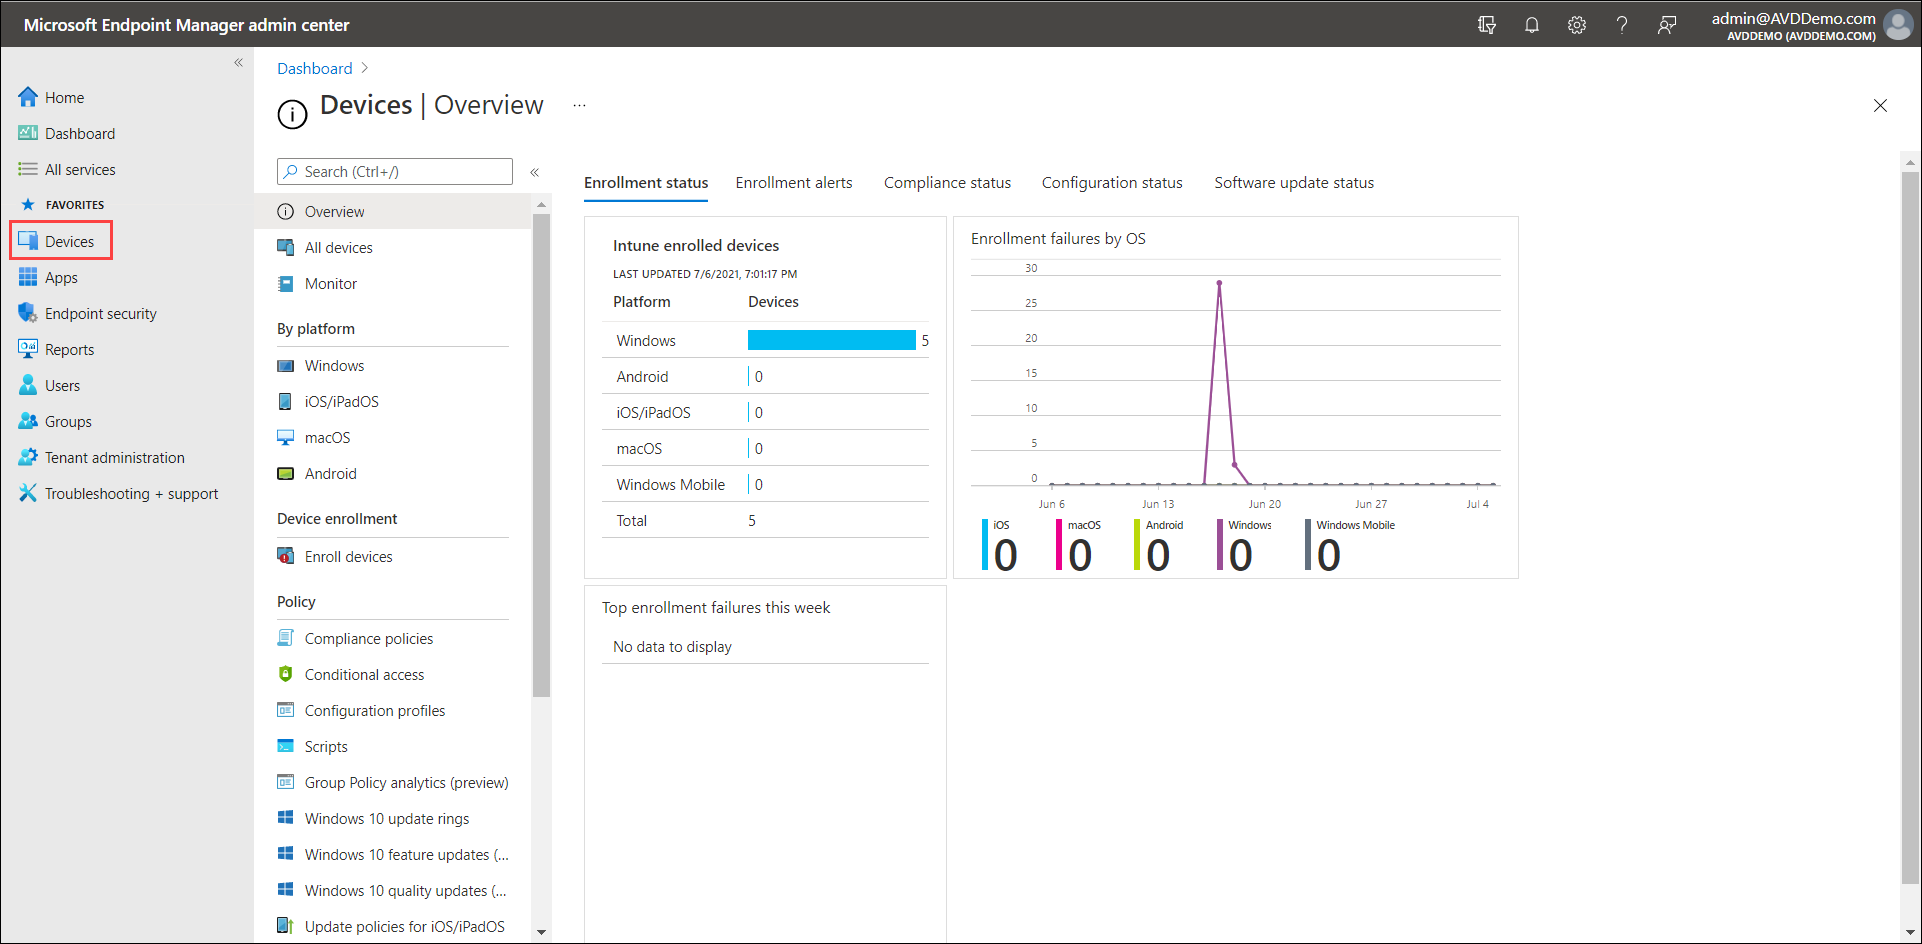 Microsoft Endpoint Manager admin center
admin@AVDDemo.com
AVDDEMO (AVDDEMO.COM)
Home
Dashboard
All services
FAVORITES
Devices
Apps
Endpoint security
Reports
Users
Groups
Tenant administration
Troubleshooting + support
Dashboard
Devices | Overview
...
Search (Ctrl+/)
Overview
All devices
Monitor
By platform
Windows
iOS/iPadOS
macOS
Android
Device enrollment
Enroll devices
Policy
Compliance policies
Conditional access
Configuration profiles
Scripts
Group Policy analytics (preview)
Windows 10 update rings
Windows 10 feature updates (...
Windows 10 quality updates (...
Update policies for iOS/iPadOS
Enrollment status Enrollment alerts Compliance status Configuration status Software update status
Intune enrolled devices
LAST UPDATED 7/6/2021, 7:01:17 PM
Platform Devices
Windows 5
Android 0
iOS/iPadOS 0
macOS 0
Windows Mobile 0
Total 5
Enrollment failures by OS
30
25
20
15
10
5
0
Jun 6 Jun 13 Jun 20 Jun 27 Jul 4
iOS macOS Android Windows Windows Mobile
0 0 0 0 0
Top enrollment failures this week
No data to display